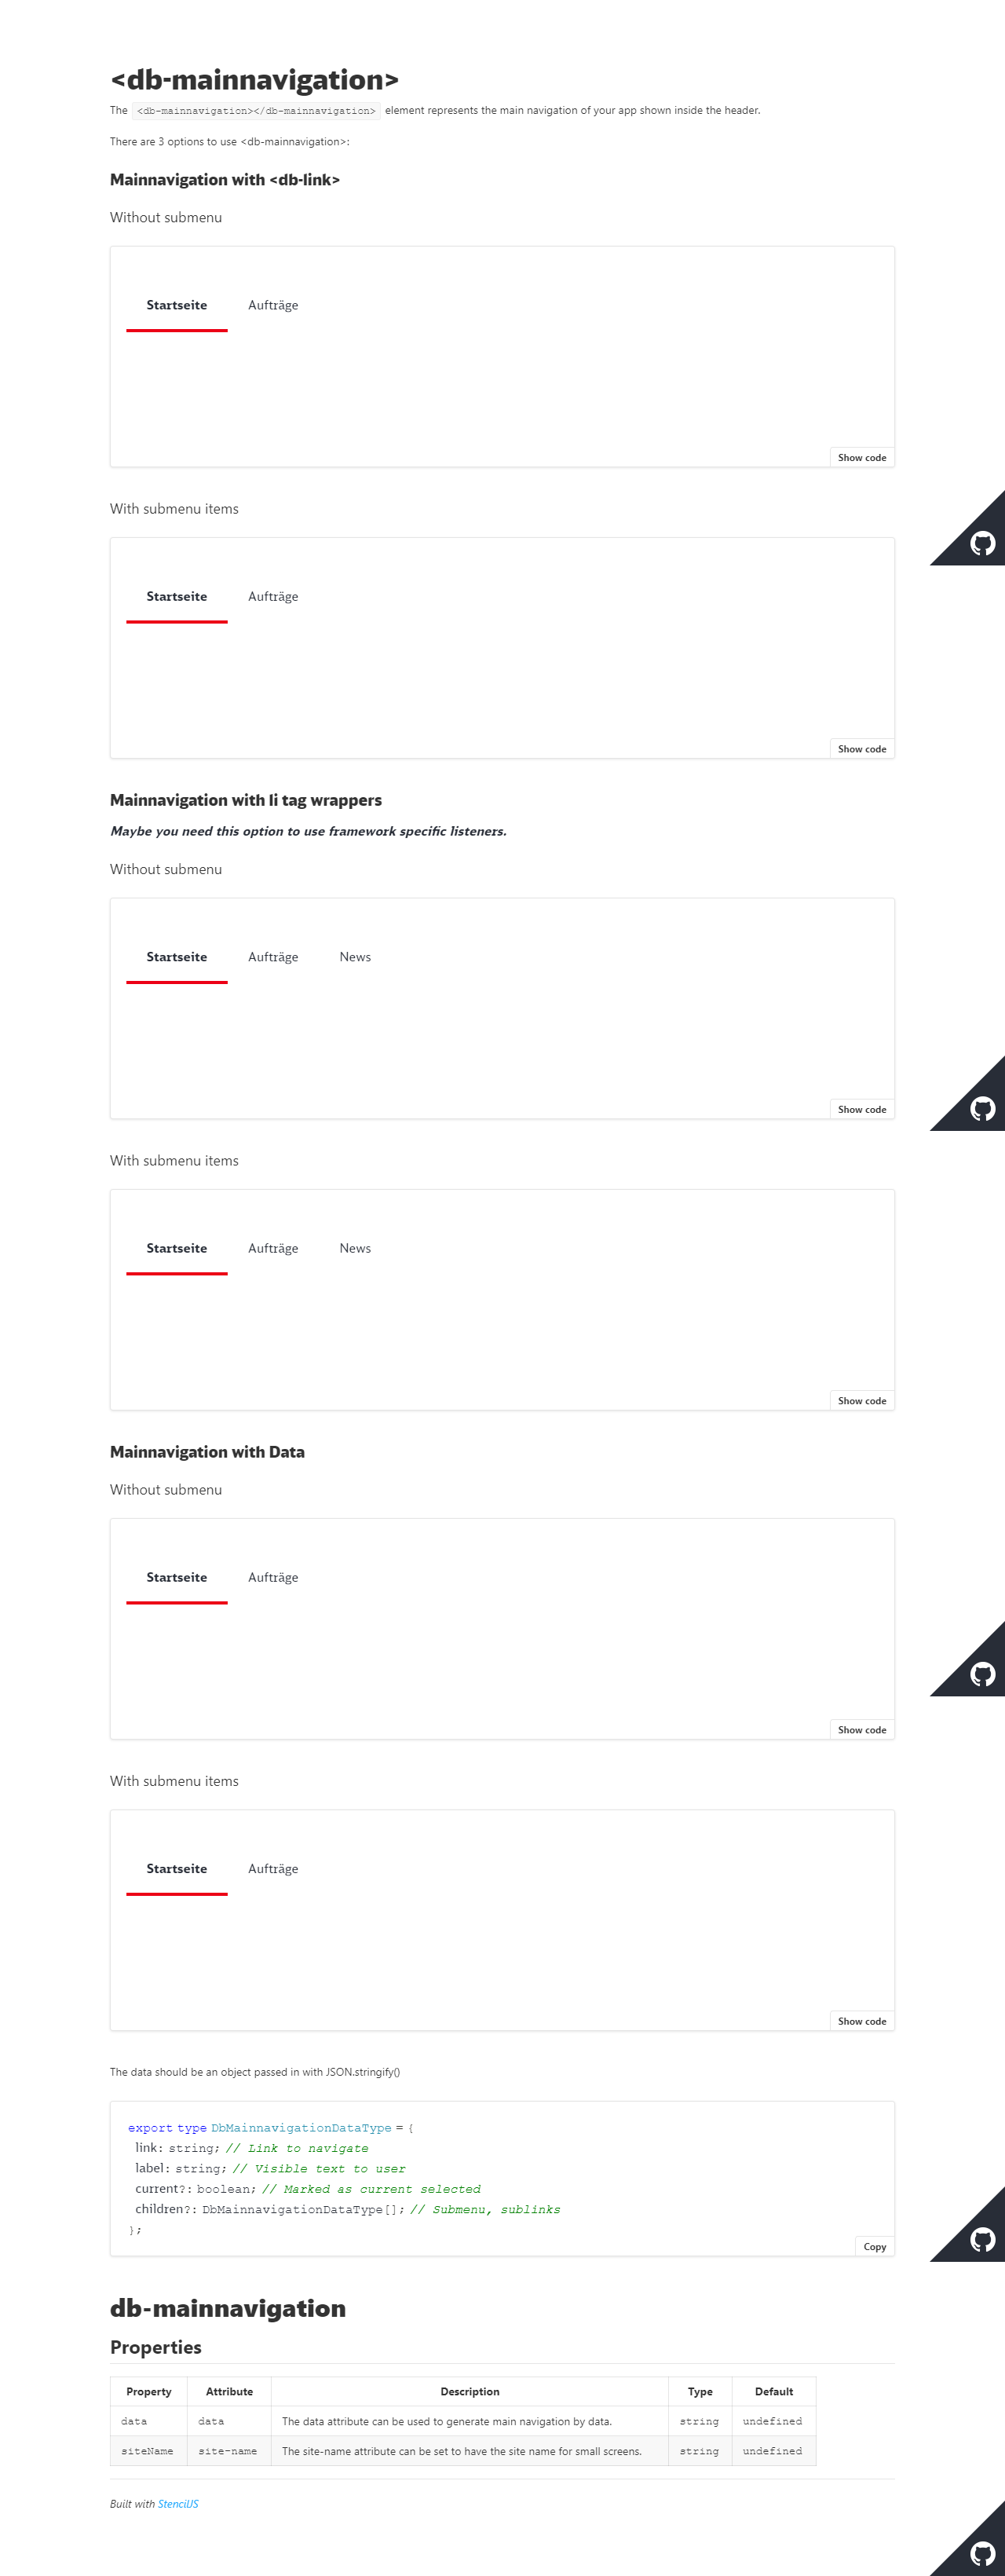 <db-mainnavigation>
The <db-mainnavigation></db-mainnavigation> element represents the main navigation of your app shown inside the header.
There are 3 options to use <db-mainnavigation>:
Mainnavigation with <db-link>
Without submenu
Startseite Aufträge
Show code
With submenu items
Startseite Aufträge
Show code
Mainnavigation with li tag wrappers
Maybe you need this option to use framework specific listeners.
Without submenu
Startseite Aufträge News
Show code
With submenu items
Startseite Aufträge News
Show code
Mainnavigation with Data
Without submenu
Startseite Aufträge
Show code
With submenu items
Startseite Aufträge
Show code
The data should be an object passed in with JSON.stringify()
export type DbMainnavigationDataType = {
link: string; // Link to navigate
label: string; // Visible text to user
current?: boolean; // Marked as current selected
children?: DbMainnavigationDataType[]; // Submenu, sublinks
};
Copy
db-mainnavigation
Properties
Property Attribute Description Type Default
data data The data attribute can be used to generate main navigation by data. string undefined
siteName site-name The site-name attribute can be set to have the site name for small screens. string undefined
Built with StencilJS